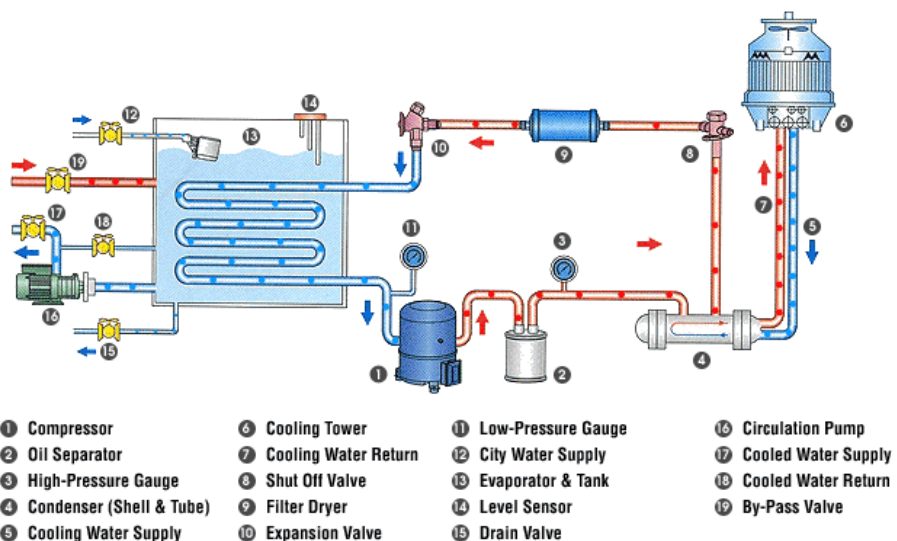 12
14
13
19
10
9
8
6
17
18
11
7
5
3
16
15
1
2
4
1 Compressor
2 Oil Separator
3 High-Pressure Gauge
4 Condenser (Shell & Tube)
5 Cooling Water Supply
6 Cooling Tower
7 Cooling Water Return
8 Shut Off Valve
9 Filter Dryer
10 Expansion Valve
11 Low-Pressure Gauge
12 City Water Supply
13 Evaporator & Tank
14 Level Sensor
15 Drain Valve
16 Circulation Pump
17 Cooled Water Supply
18 Cooled Water Return
19 By-Pass Valve